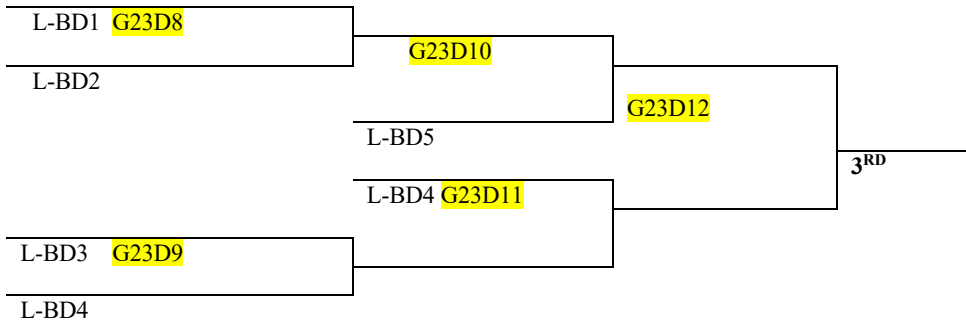 L-BD1 G23D8
G23D10
L-BD2
G23D12
L-BD5
3RD
L-BD4 G23D11
L-BD3 G23D9
L-BD4